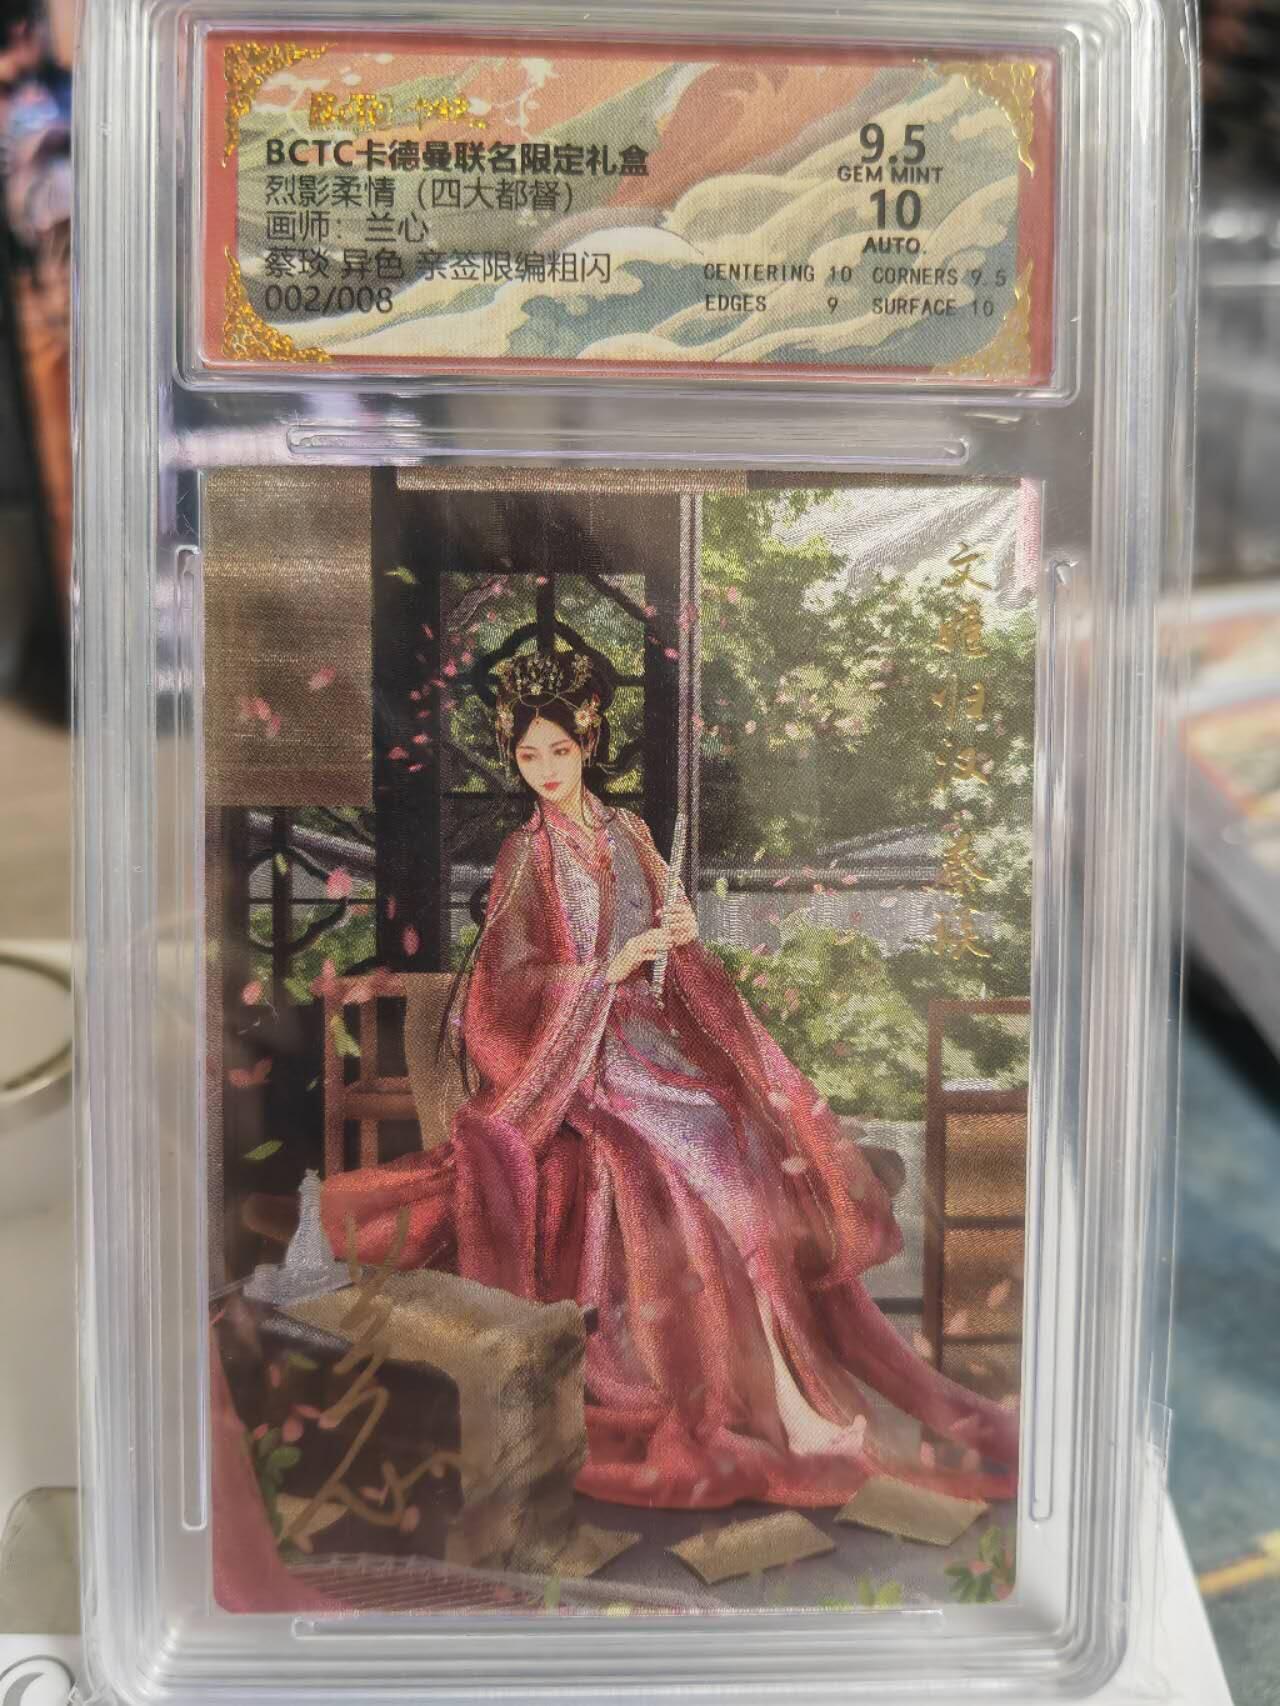 BCTC卡德曼联名限定礼盒
烈影柔情（四大都督）
画师：兰心
蔡琰 异色 亲签限编粗闪
002/008
9.5
GEM MINT
10
AUTO.
CENTERING 10 CORNERS 9.5
EDGES 9 SURFACE 10
文姬归汉蔡琰